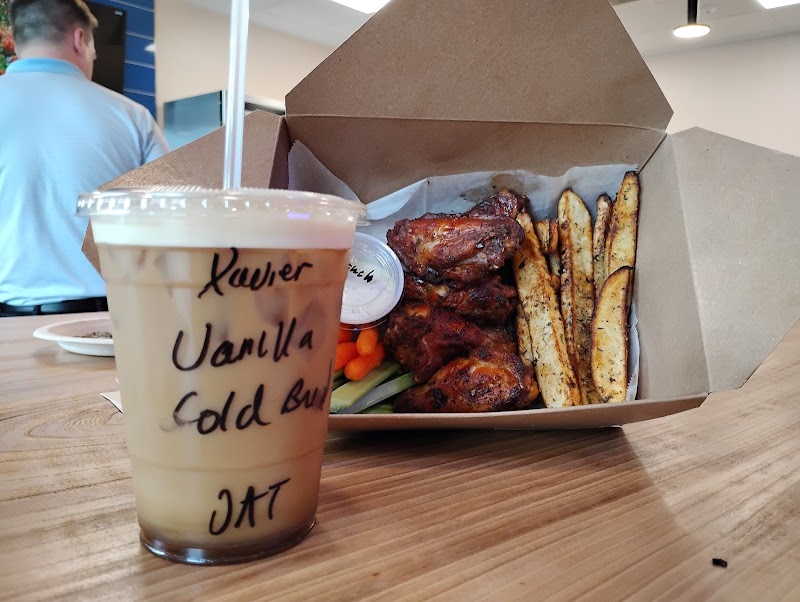 Xavier
Vanilla
Cold
OAT